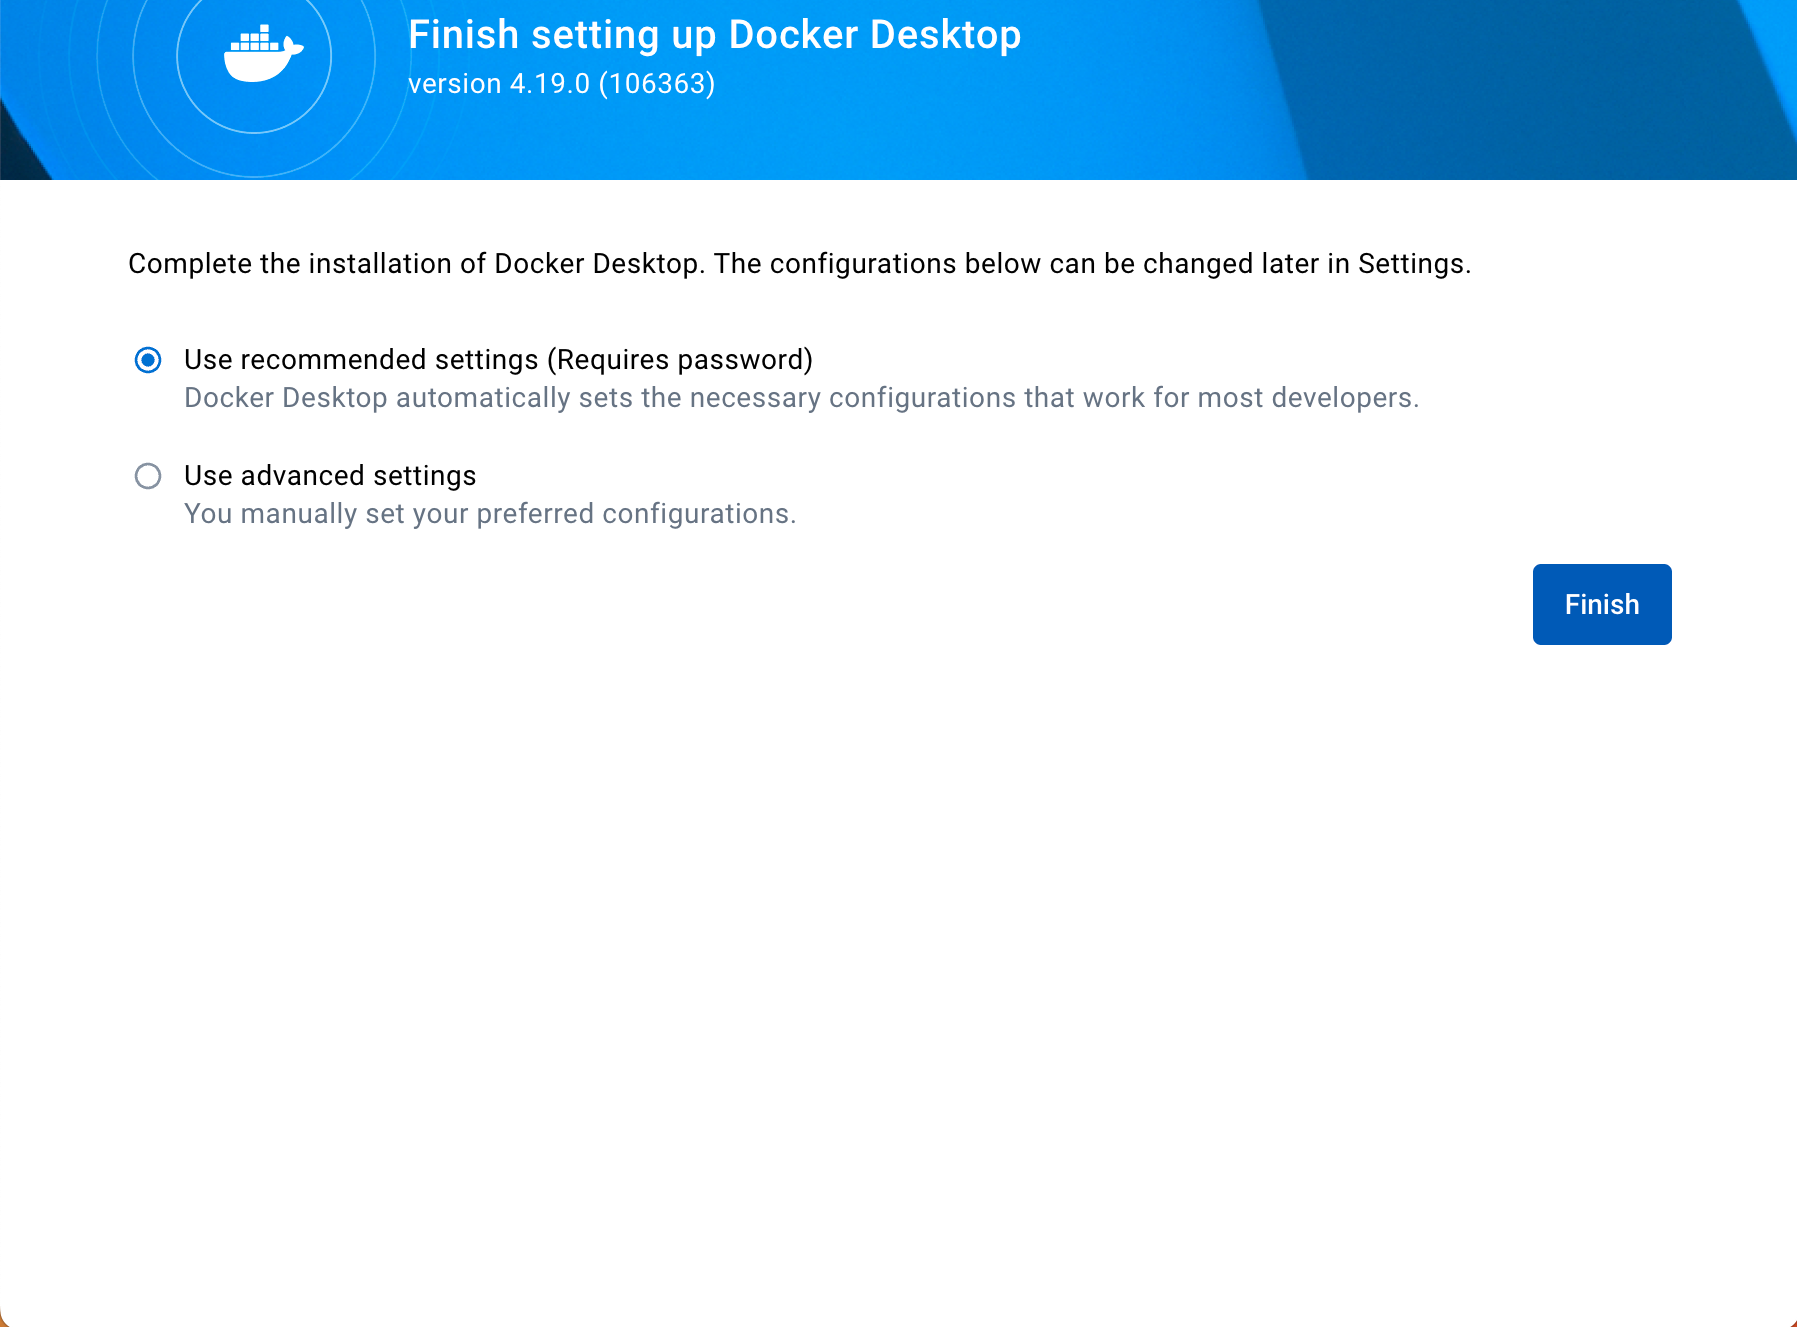 Finish setting up Docker Desktop
version 4.19.0 (106363)
Complete the installation of Docker Desktop. The configurations below can be changed later in Settings.
Use recommended settings (Requires password)
Docker Desktop automatically sets the necessary configurations that work for most developers.
Use advanced settings
You manually set your preferred configurations.
Finish